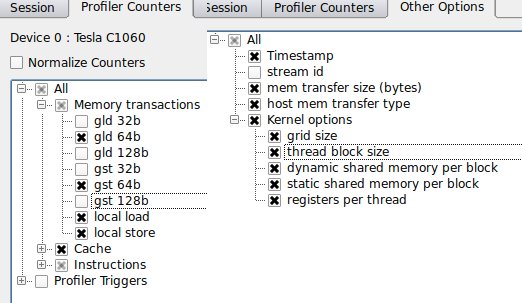 Session Profiler Counters
Device 0 : Tesla C1060
Normalize Counters
All
Memory transactions
gld 32b
gld 64b
gld 128b
gst 32b
gst 64b
gst 128b
local load
local store
Cache
Instructions
Profiler Triggers
Session Profiler Counters Other Options
All
Timestamp
stream id
mem transfer size (bytes)
host mem transfer type
Kernel options
grid size
thread block size
dynamic shared memory per block
static shared memory per block
registers per thread